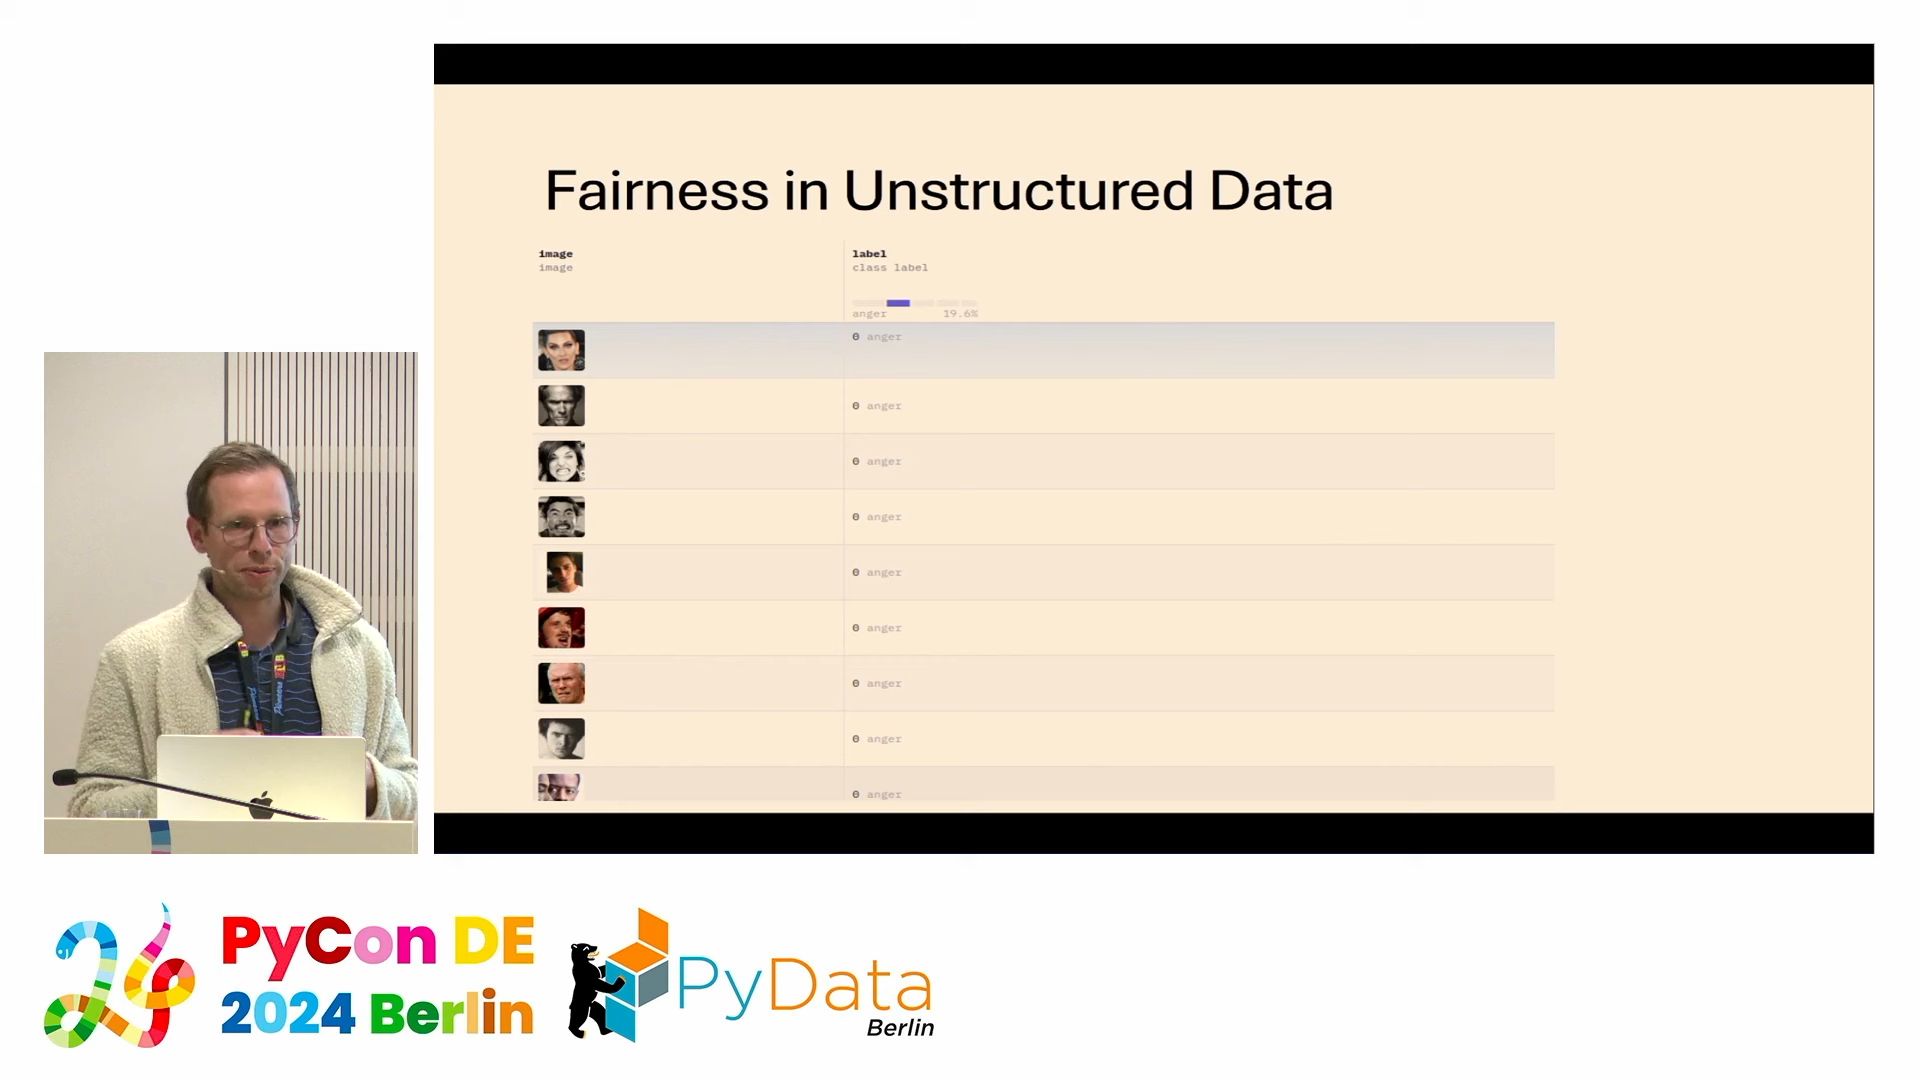 Fairness in Unstructured Data
image
image
label
class label
anger 19.6%
0 anger
0 anger
0 anger
0 anger
0 anger
0 anger
0 anger
0 anger
0 anger
PyCon DE
2024 Berlin
PyData
Berlin